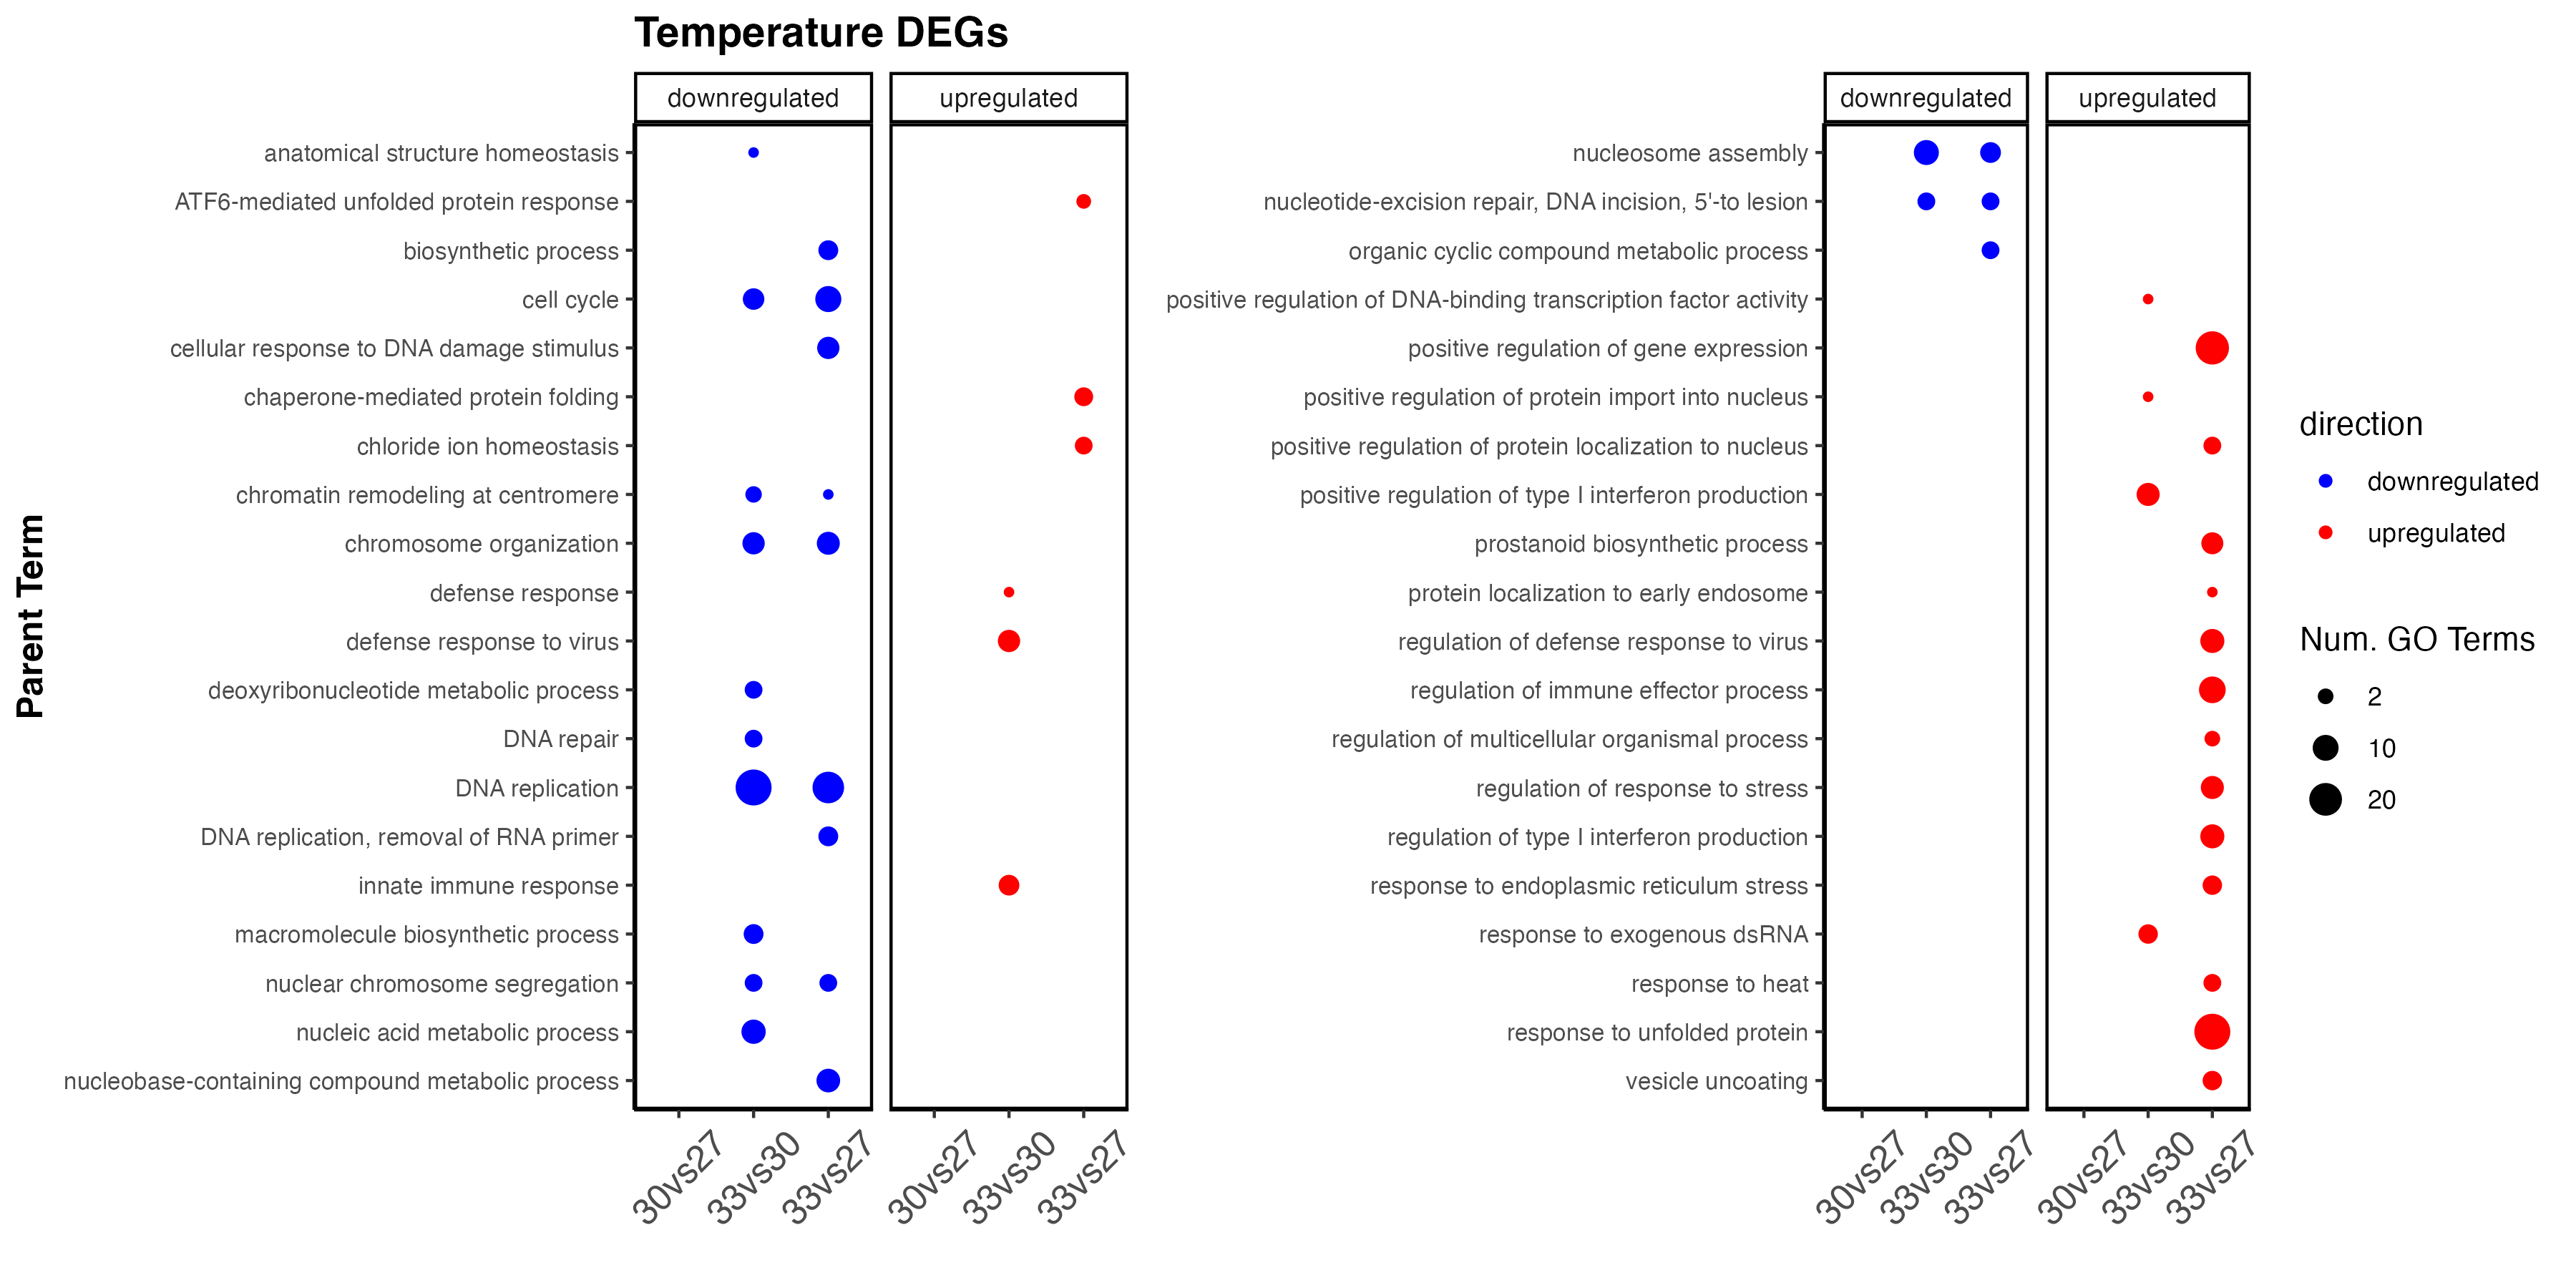 Temperature DEGs
downregulated
upregulated
Parent Term
anatomical structure homeostasis
ATF6-mediated unfolded protein response
biosynthetic process
cell cycle
cellular response to DNA damage stimulus
chaperone-mediated protein folding
chloride ion homeostasis
chromatin remodeling at centromere
chromosome organization
defense response
defense response to virus
deoxyribonucleotide metabolic process
DNA repair
DNA replication
DNA replication, removal of RNA primer
innate immune response
macromolecule biosynthetic process
nuclear chromosome segregation
nucleic acid metabolic process
nucleobase-containing compound metabolic process
30vs27
33vs30
33vs27
30vs27
33vs30
33vs27
downregulated
upregulated
nucleosome assembly
nucleotide-excision repair, DNA incision, 5'-to lesion
organic cyclic compound metabolic process
positive regulation of DNA-binding transcription factor activity
positive regulation of gene expression
positive regulation of protein import into nucleus
positive regulation of protein localization to nucleus
positive regulation of type I interferon production
prostanoid biosynthetic process
protein localization to early endosome
regulation of defense response to virus
regulation of immune effector process
regulation of multicellular organismal process
regulation of response to stress
regulation of type I interferon production
response to endoplasmic reticulum stress
response to exogenous dsRNA
response to heat
response to unfolded protein
vesicle uncoating
30vs27
33vs30
33vs27
30vs27
33vs30
33vs27
direction
downregulated
upregulated
Num. GO Terms
2
10
20